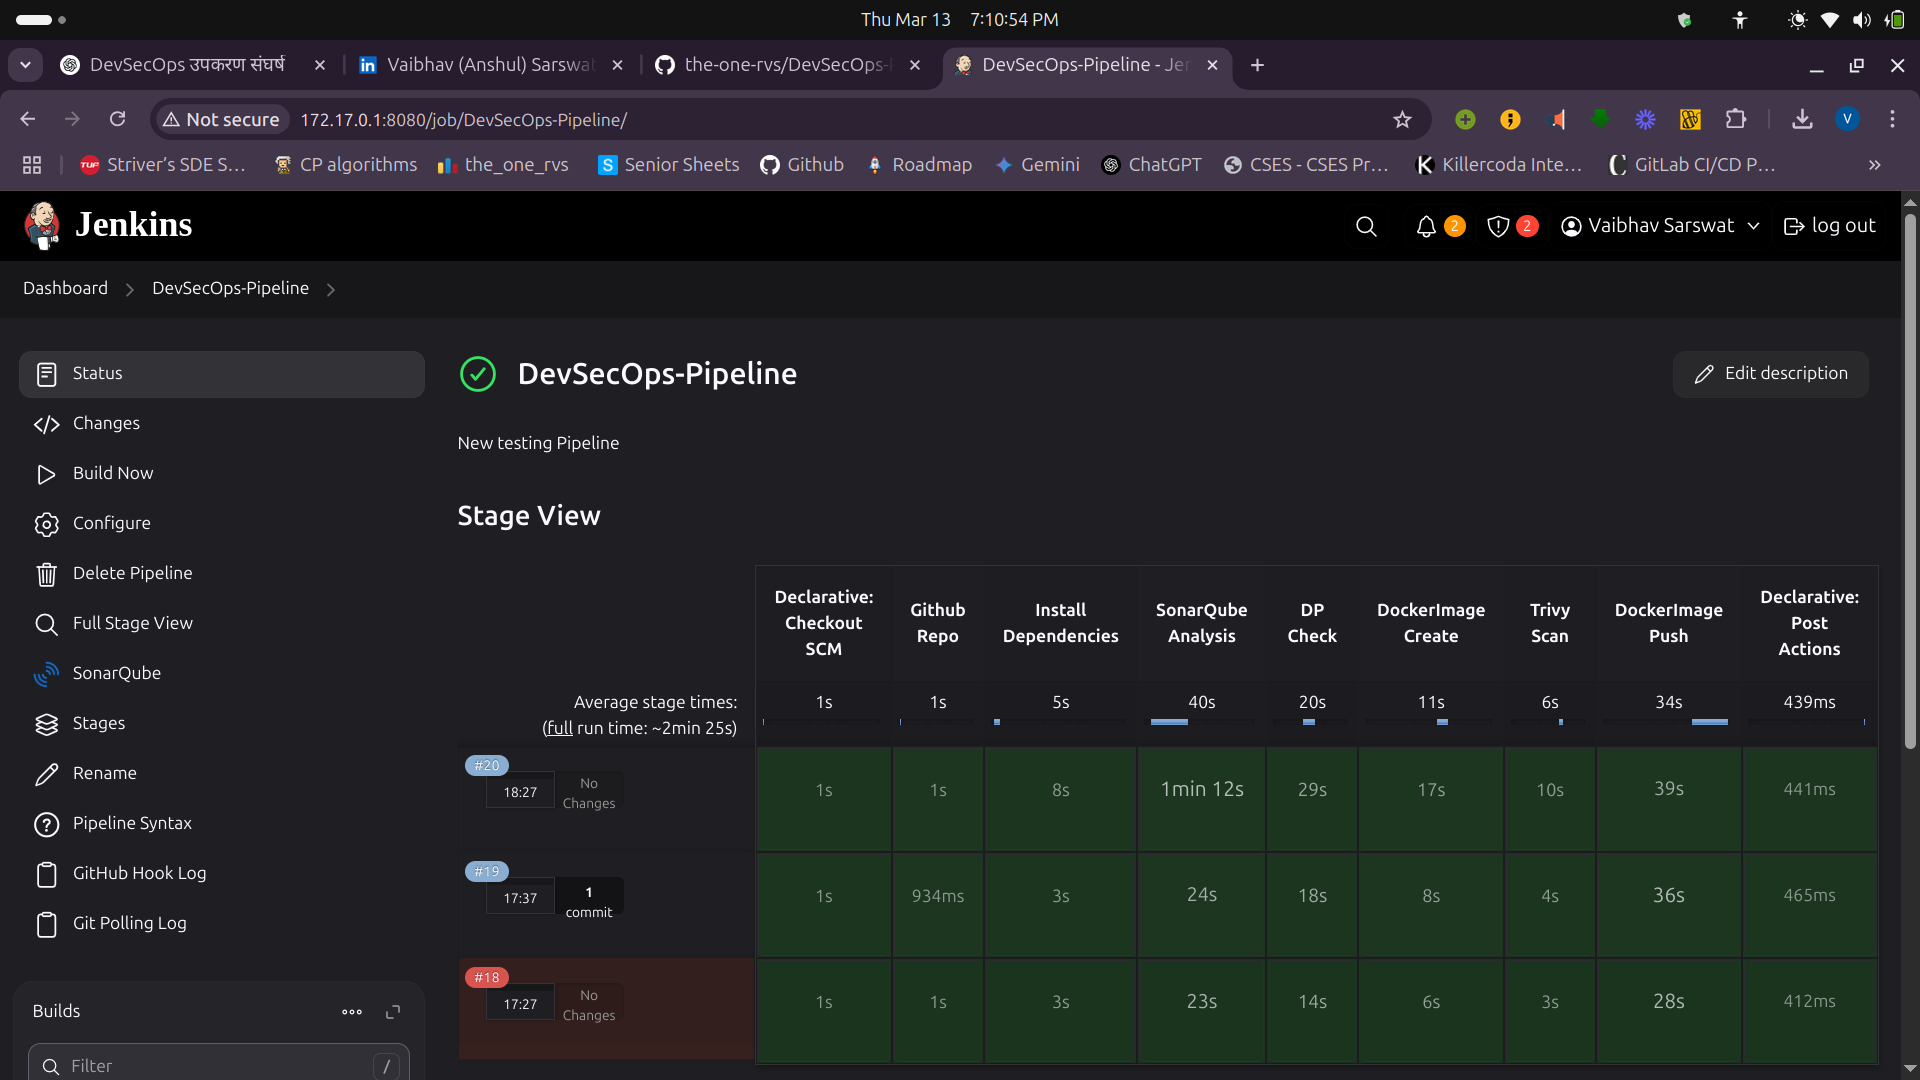 Thu Mar 13 7:10:54 PM
DevSecOps उपकरण संघर्ष
Vaibhav (Anshul) Sarswat
the-one-rvs/DevSecOps-
DevSecOps-Pipeline - Jen
Not secure
172.17.0.1:8080/job/DevSecOps-Pipeline/
V
TUF
Striver's SDE S...
CP algorithms
the_one_rvs
S
Senior Sheets
Github
Roadmap
Gemini
ChatGPT
CSES - CSES Pr...
Killercoda Inte...
GitLab CI/CD P...
Jenkins
2
2
Vaibhav Sarswat
log out
Dashboard
DevSecOps-Pipeline
Status
Changes
Build Now
Configure
Delete Pipeline
Full Stage View
SonarQube
Stages
Rename
Pipeline Syntax
GitHub Hook Log
Git Polling Log
Builds
Filter
/
DevSecOps-Pipeline
Edit description
New testing Pipeline
Stage View
Declarative: Checkout SCM
Github Repo
Install Dependencies
SonarQube Analysis
DP Check
DockerImage Create
Trivy Scan
DockerImage Push
Declarative: Post Actions
Average stage times:
(full run time: ~2min 25s)
1s 1s 5s 40s 20s 11s 6s 34s 439ms
#20
18:27
No Changes
1s 1s 8s 1min 12s 29s 17s 10s 39s 441ms
#19
17:37
1 commit
1s 934ms 3s 24s 18s 8s 4s 36s 465ms
#18
17:27
No Changes
1s 1s 3s 23s 14s 6s 3s 28s 412ms